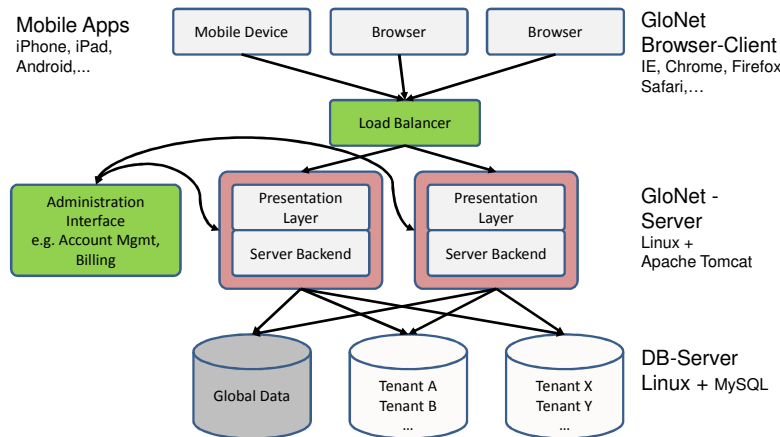 Mobile Apps
iPhone, iPad,
Android,...
Mobile Device
Browser
Browser
GloNet
Browser-Client
IE, Chrome, Firefox
Safari,…
Load Balancer
Administration
Interface
e.g. Account Mgmt,
Billing
Presentation
Layer
Server Backend
Presentation
Layer
Server Backend
GloNet -
Server
Linux +
Apache Tomcat
Global Data
Tenant A
Tenant B
...
Tenant X
Tenant Y
...
DB-Server
Linux + MySQL